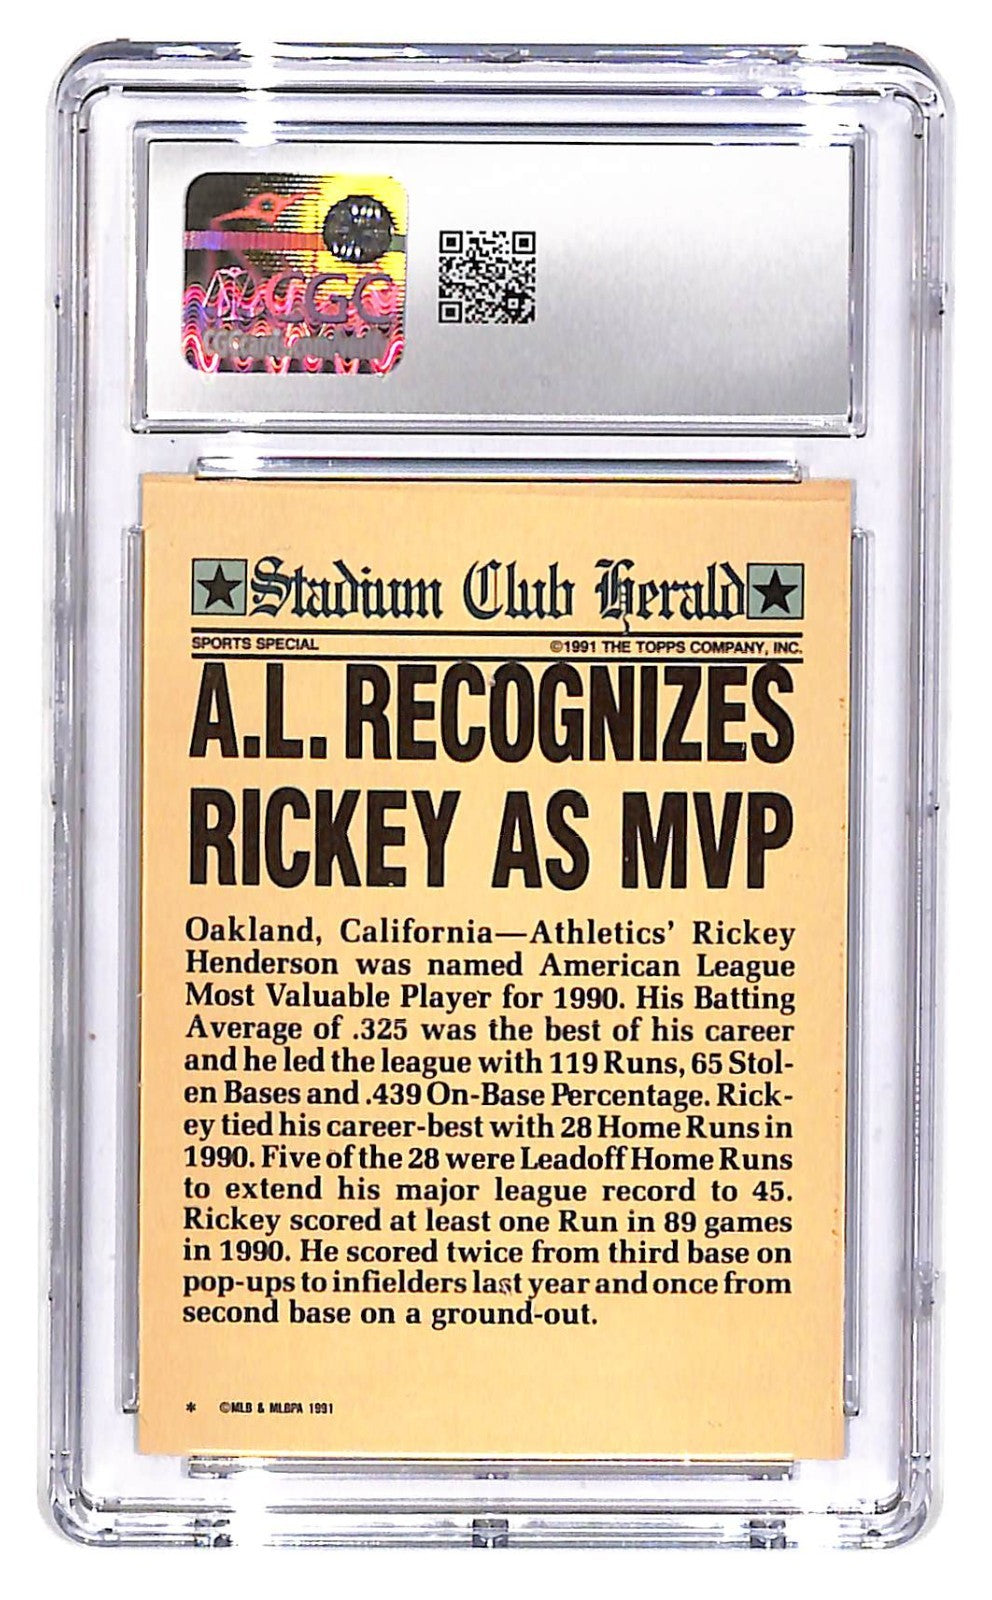 CGC
Stadium Club Herald
SPORTS SPECIAL ©1991 THE TOPPS COMPANY, INC.
A.L. RECOGNIZES
RICKEY AS MVP
Oakland, California—Athletics' Rickey
Henderson was named American League
Most Valuable Player for 1990. His Batting
Average of .325 was the best of his career
and he led the league with 119 Runs, 65 Stol-
en Bases and .439 On-Base Percentage. Rick-
ey tied his career-best with 28 Home Runs in
1990. Five of the 28 were Leadoff Home Runs
to extend his major league record to 45.
Rickey scored at least one Run in 89 games
in 1990. He scored twice from third base on
pop-ups to infielders last year and once from
second base on a ground-out.
* ©MLB & MLBPA 1991